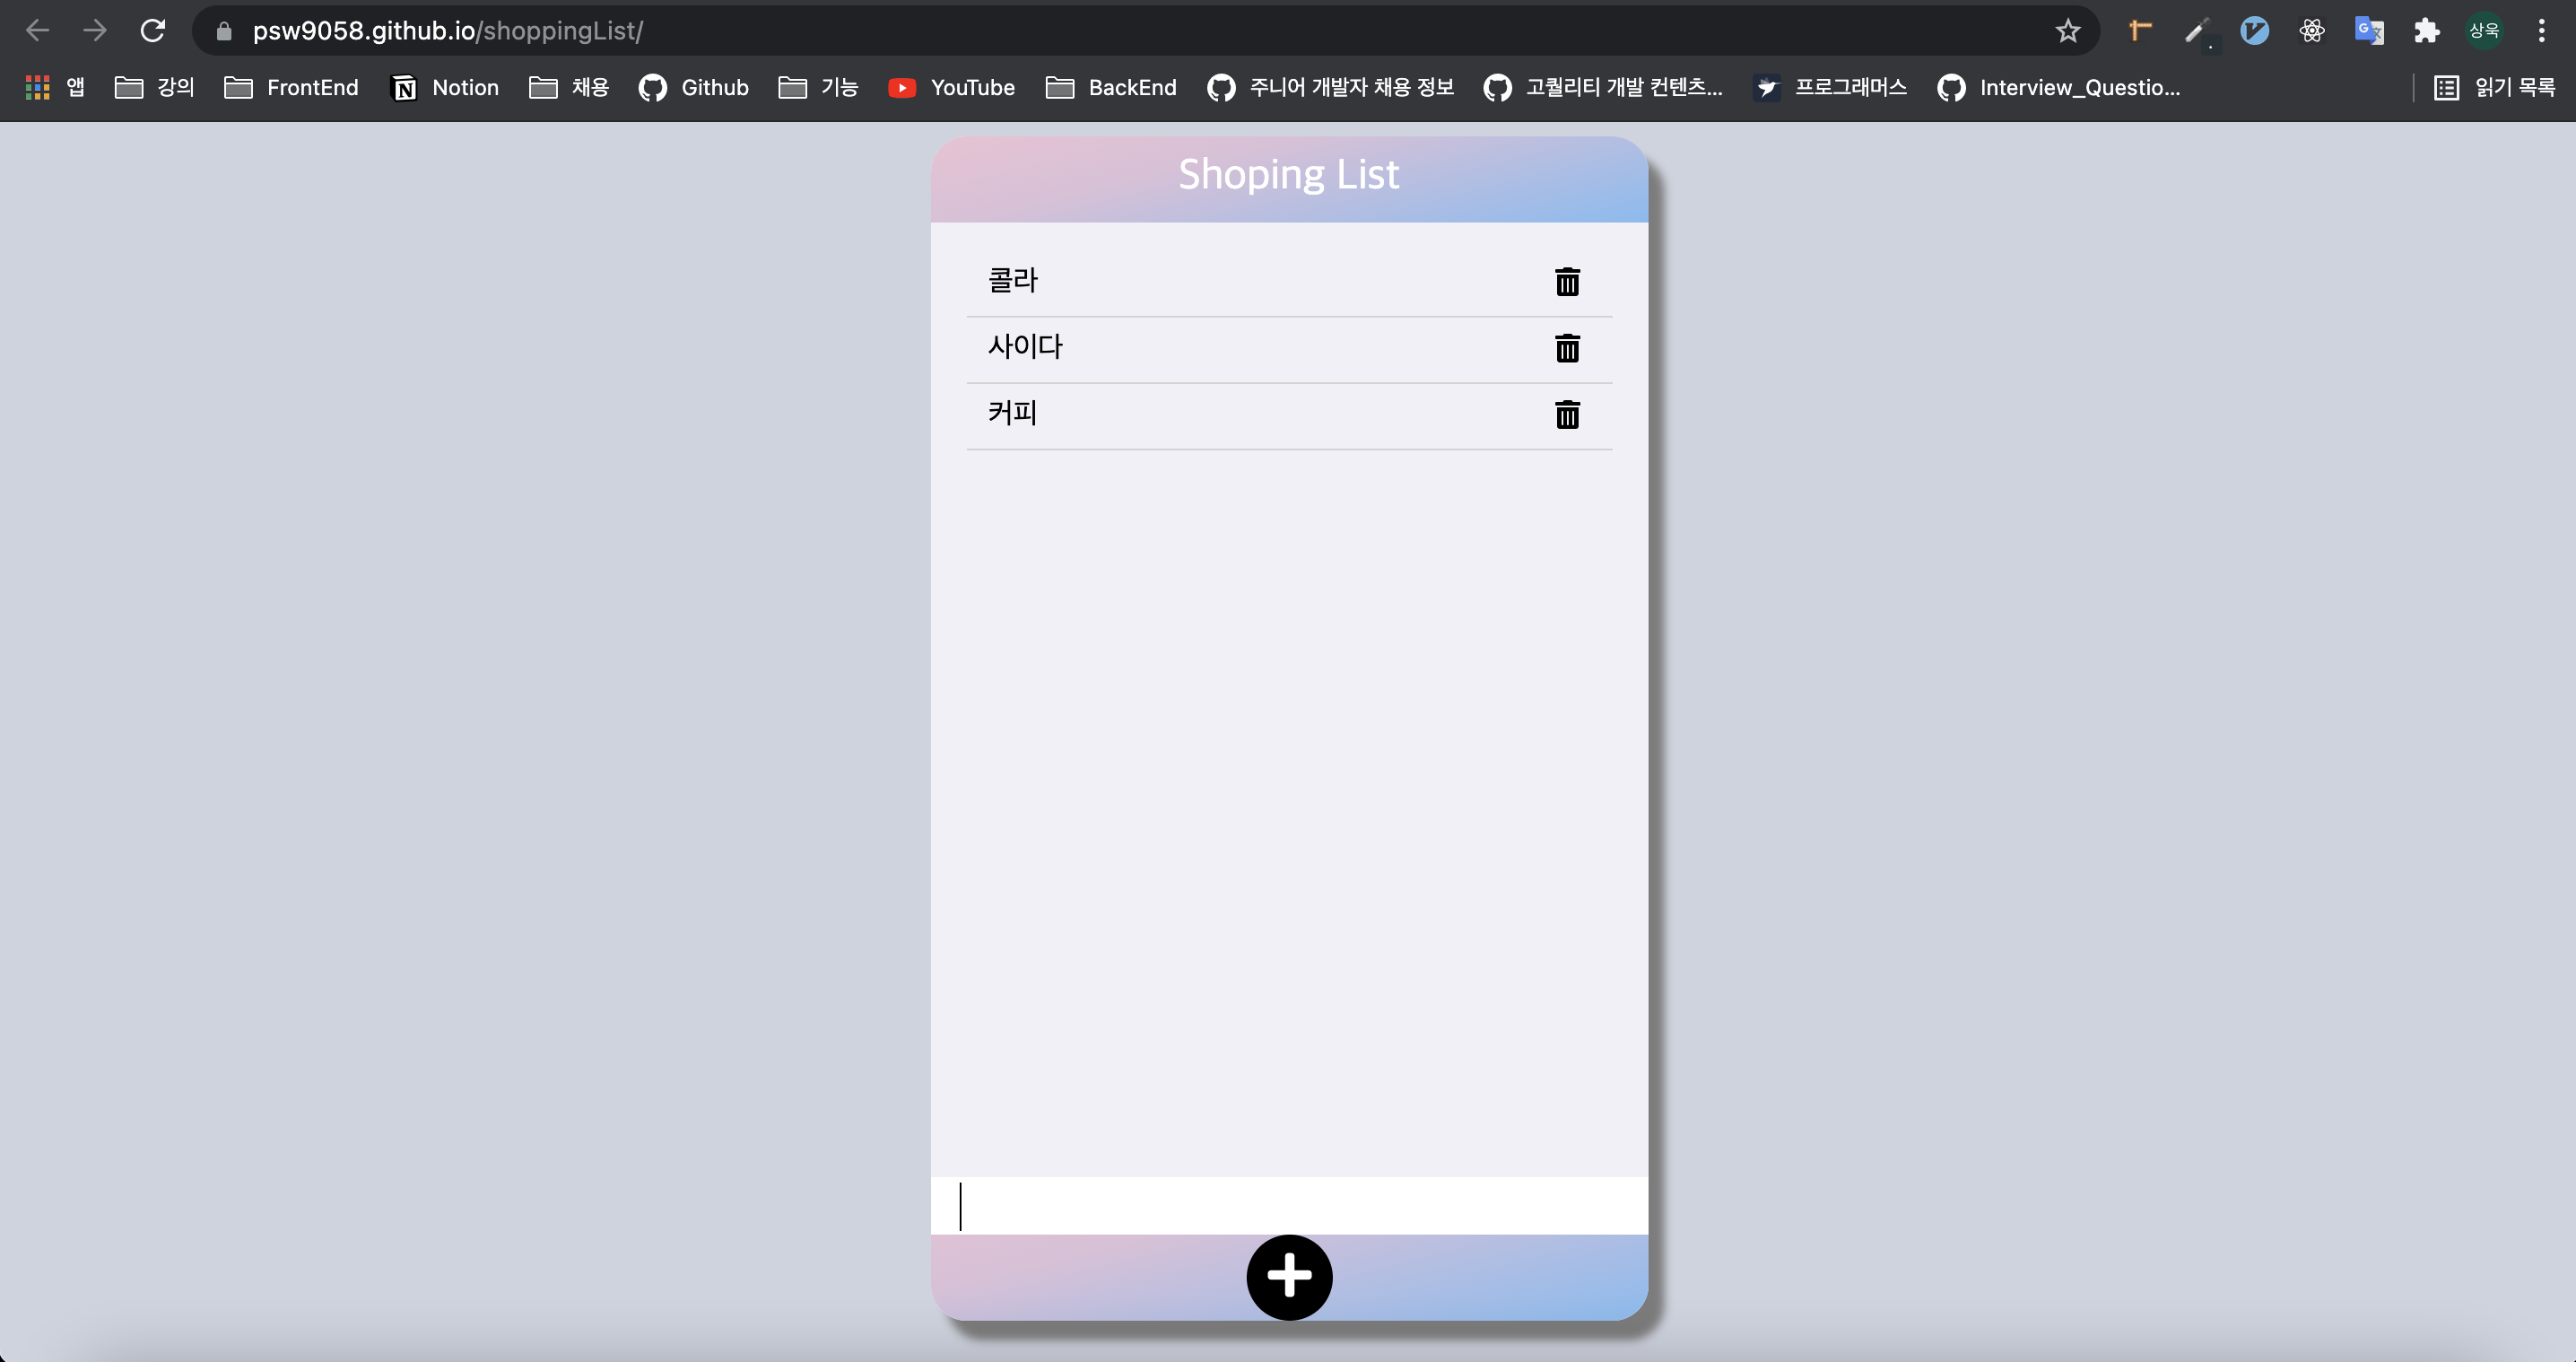 psw9058.github.io/shoppingList/
상욱
앱 강의 FrontEnd Notion 채용 Github 기능 YouTube BackEnd 주니어 개발자 채용 정보 고퀄리티 개발 컨텐츠... 프로그래머스 Interview_Questio... 읽기 목록
Shoping List
콜라
사이다
커피